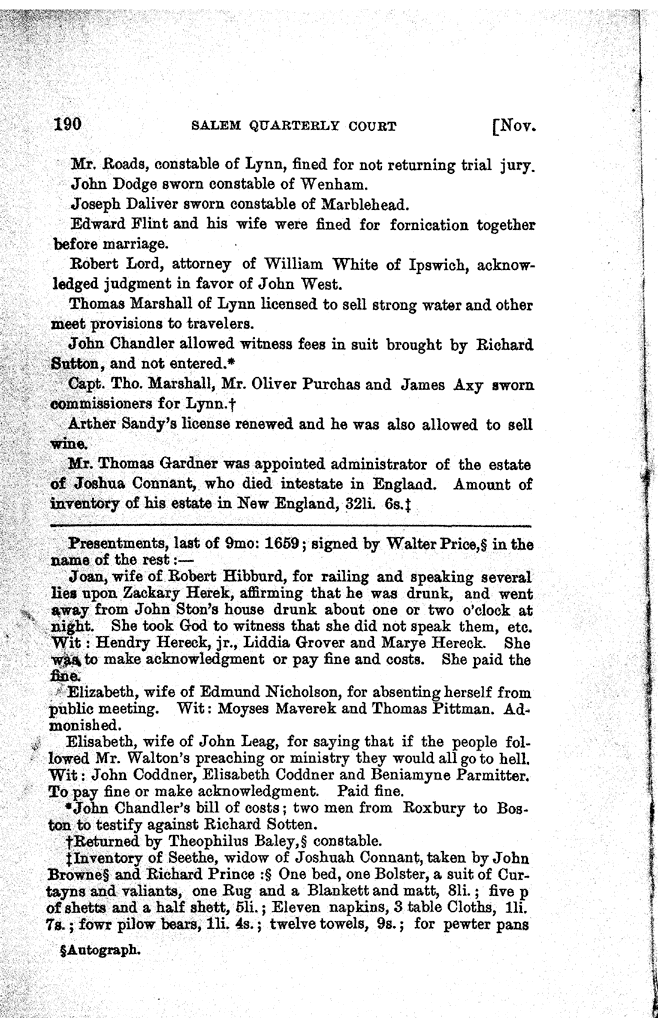 190 SALEM QUARTERLY COURT [Nov.
Mr. Roads, constable of Lynn, fined for not returning trial jury.
John Dodge sworn constable of Wenham.
Joseph Daliver sworn constable of Marblehead.
Edward Flint and his wife were fined for fornication together
before marriage.
Robert Lord, attorney of William White of Ipswich, acknow-
ledged judgment in favor of John West.
Thomas Marshall of Lynn licensed to sell strong water and other
meet provisions to travelers.
John Chandler allowed witness fees in suit brought by Richard
Sutton, and not entered.*
Capt. Tho. Marshall, Mr. Oliver Purchas and James Axy sworn
commissioners for Lynn.†
Arther Sandy's license renewed and he was also allowed to sell
wine.
Mr. Thomas Gardner was appointed administrator of the estate
of Joshua Connant, who died intestate in England. Amount of
inventory of his estate in New England, 32li. 6s.‡
Presentments, last of 9mo: 1659; signed by Walter Price,§ in the
name of the rest:—
Joan, wife of Robert Hibburd, for railing and speaking several
lies upon Zackary Herek, affirming that he was drunk, and went
away from John Ston's house drunk about one or two o'clock at
night. She took God to witness that she did not speak them, etc.
Wit: Hendry Hereck, jr., Liddia Grover and Marye Hereck. She
was to make acknowledgment or pay fine and costs. She paid the
fine.
Elizabeth, wife of Edmund Nicholson, for absenting herself from
public meeting. Wit: Moyses Maverek and Thomas Pittman. Ad-
monished.
Elisabeth, wife of John Leag, for saying that if the people fol-
lowed Mr. Walton's preaching or ministry they would all go to hell.
Wit: John Coddner, Elisabeth Coddner and Beniamyne Parmitter.
To pay fine or make acknowledgment. Paid fine.
*John Chandler's bill of costs; two men from Roxbury to Bos-
ton to testify against Richard Sotten.
†Returned by Theophilus Baley,§ constable.
‡Inventory of Seethe, widow of Joshuah Connant, taken by John
Browne§ and Richard Prince:§ One bed, one Bolster, a suit of Cur-
tayns and valiants, one Rug and a Blankett and matt, 8li.; five p
of shetts and a half shett, 5li.; Eleven napkins, 3 table Cloths, 1li.
7s.; fowr pilow bears, 1li. 4s.; twelve towels, 9s.; for pewter pans
§Autograph.